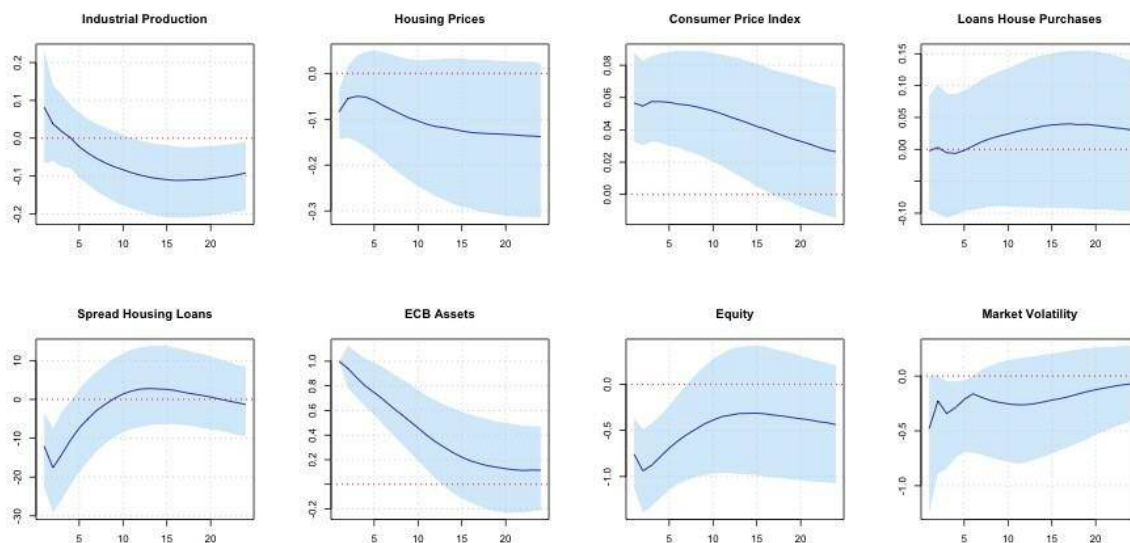 Industrial Production
Housing Prices
Consumer Price Index
Loans House Purchases
0.2
0.1
0.0
-0.1
-0.2
5 10 15 20
0.0
-0.1
-0.2
-0.3
5 10 15 20
0.08
0.06
0.04
0.02
0.00
5 10 15 20
0.15
0.10
0.05
0.00
-0.10
5 10 15 20
Spread Housing Loans
ECB Assets
Equity
Market Volatility
10
0
-10
-20
-30
5 10 15 20
1.0
0.8
0.6
0.4
0.2
-0.2
5 10 15 20
0.0
-0.5
-1.0
5 10 15 20
0.0
-0.5
-1.0
5 10 15 20